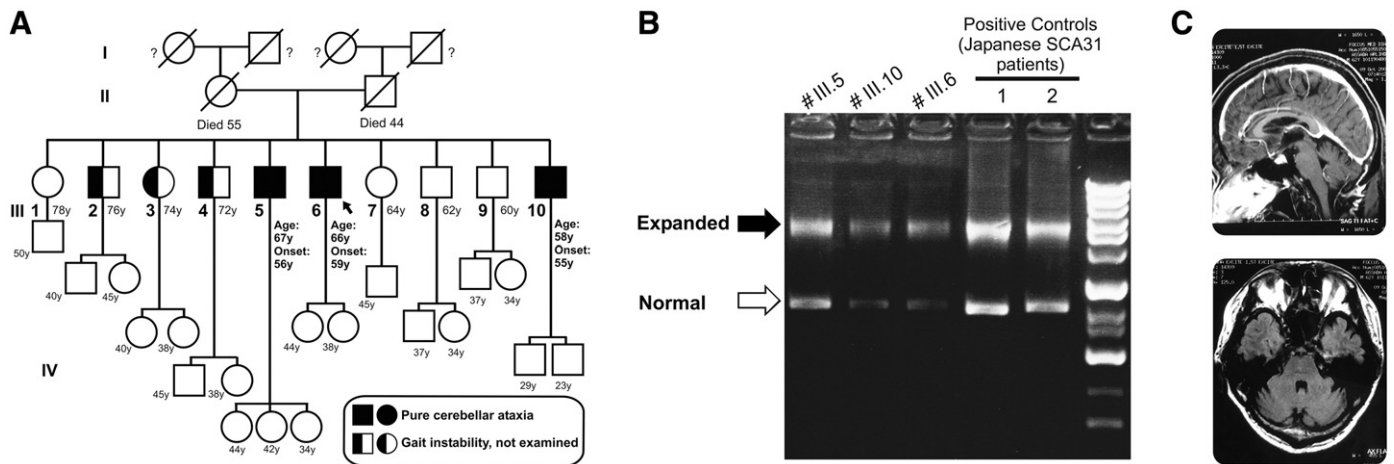 A
I
?
?
?
?
II
Died 55
Died 44
III
1
78y
2
76y
3
74y
4
72y
5
6
7
64y
8
62y
9
60y
10
Age:
67y
Onset:
56y
Age:
66y
Onset:
59y
Age:
58y
Onset:
55y
50y
40y
45y
40y
38y
45y
38y
44y
42y
34y
44y
38y
45y
37y
34y
37y
34y
29y
23y
IV
Pure cerebellar ataxia
Gait instability, not examined
B
Positive Controls
(Japanese SCA31
patients)
# III.5
# III.10
# III.6
1
2
Expanded
Normal
C
SAG T1 FAT+C